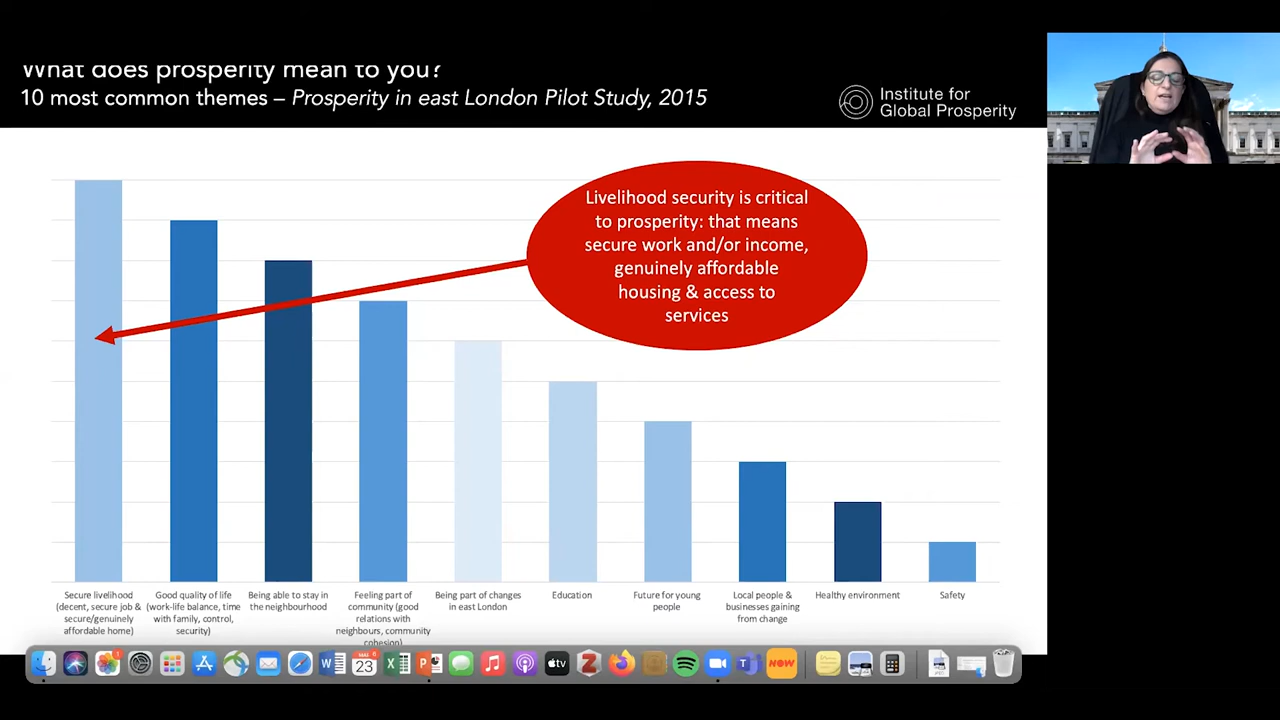 What does prosperity mean to you?
10 most common themes – Prosperity in east London Pilot Study, 2015
Institute for
Global Prosperity
Livelihood security is critical
to prosperity: that means
secure work and/or income,
genuinely affordable
housing & access to
services
Secure livelihood
(decent, secure job &
secure/genuinely
affordable home)
Good quality of life
(work-life balance, time
with family, control,
security)
Being able to stay in
the neighbourhood
Feeling part of
community (good
relations with
neighbours, community
cohesion)
Being part of changes
in east London
Education
Future for young
people
Local people &
businesses gaining
from change
Healthy environment
Safety
1
W
23
X
P
Z
tv
NOW